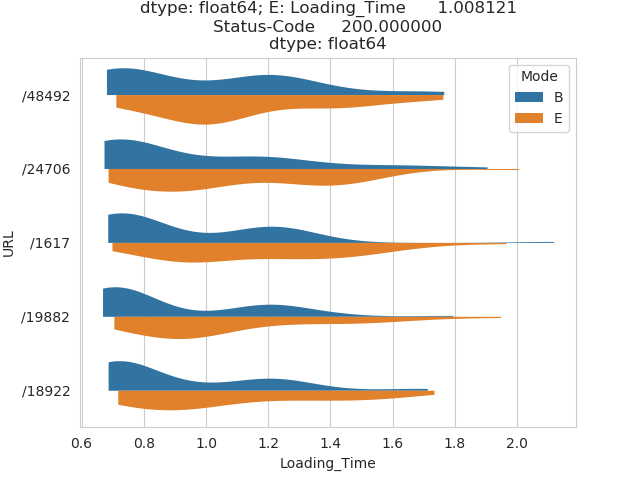 dtype: float64; E: Loading_Time      1.008121
Status-Code     200.000000
dtype: float64
Mode
B
E
/48492
/24706
/1617
/19882
/18922
URL
0.6 0.8 1.0 1.2 1.4 1.6 1.8 2.0
Loading_Time